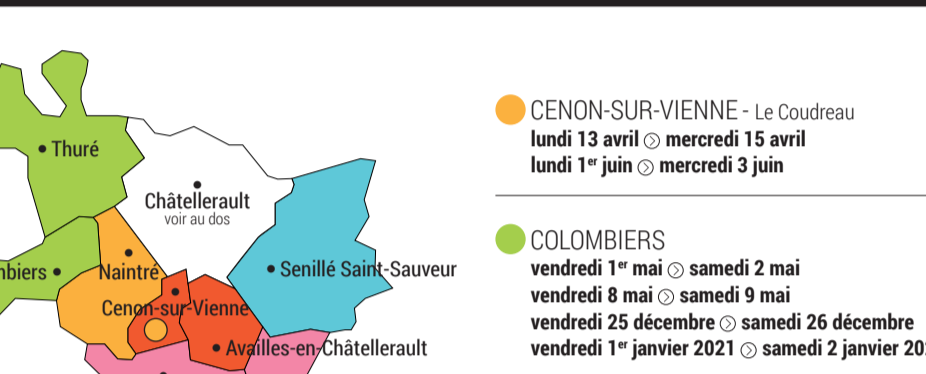 Thuré
Châtellerault
voir au dos
Naintré
Senillé Saint-Sauveur
Cenon-sur-Vienne
Availles-en-Châtellerault
CENON-SUR-VIENNE - Le Coudreau
lundi 13 avril > mercredi 15 avril
lundi 1er juin > mercredi 3 juin
COLOMBIERS
vendredi 1er mai > samedi 2 mai
vendredi 8 mai > samedi 9 mai
vendredi 25 décembre > samedi 26 décembre
vendredi 1er janvier 2021 > samedi 2 janvier